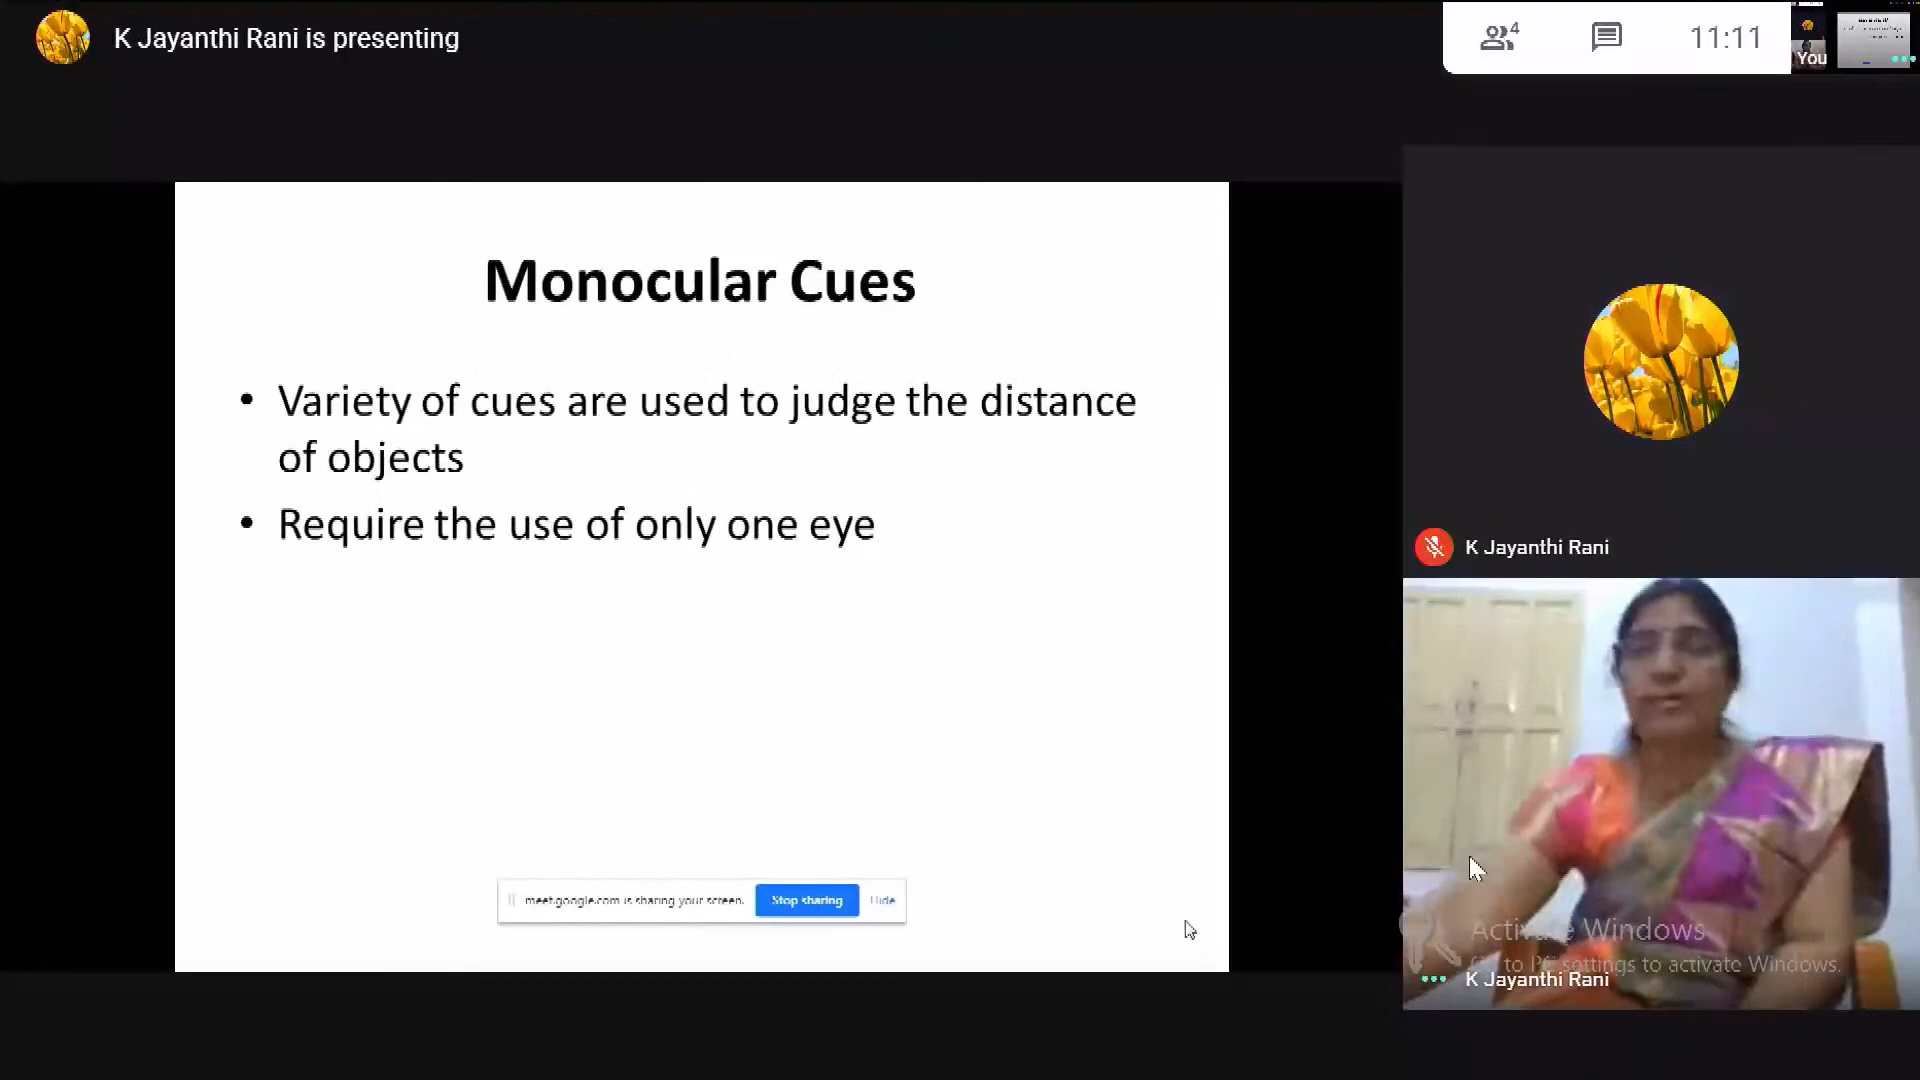 K Jayanthi Rani is presenting
4
11:11
You
Monocular Cues
• Variety of cues are used to judge the distance
of objects
• Require the use of only one eye
K Jayanthi Rani
meet.google.com is sharing your screen.
Stop sharing
Hide
Activate Windows
Go to PC settings to activate Windows.
K Jayanthi Rani